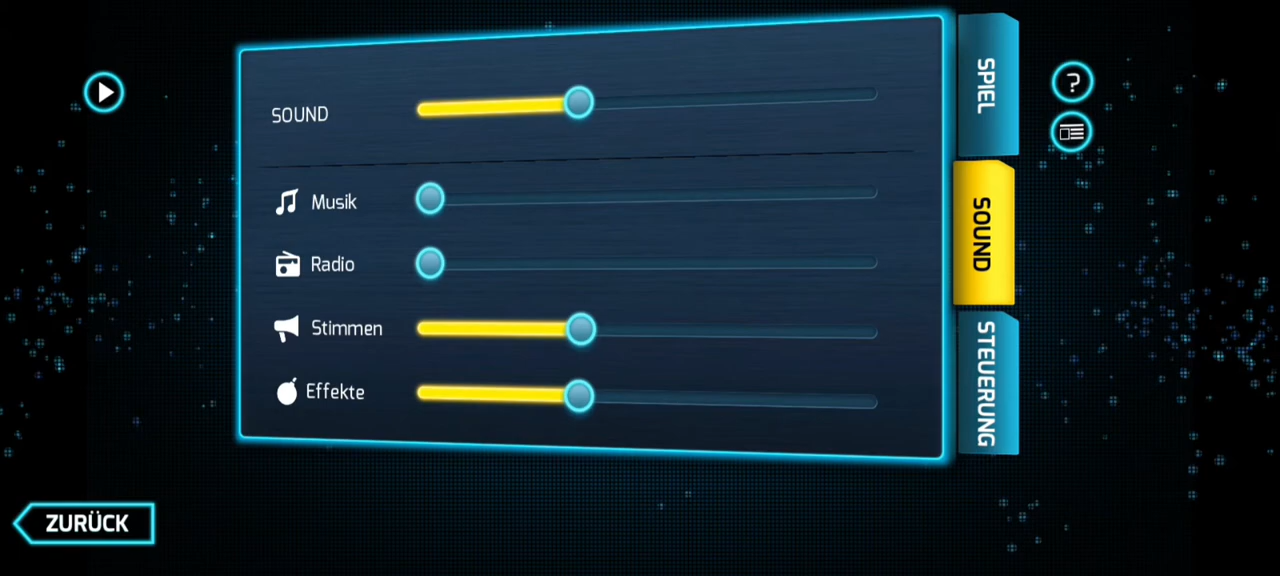 SOUND
Musik
Radio
Stimmen
Effekte
SPIEL
SOUND
STEUERUNG
?
ZURÜCK